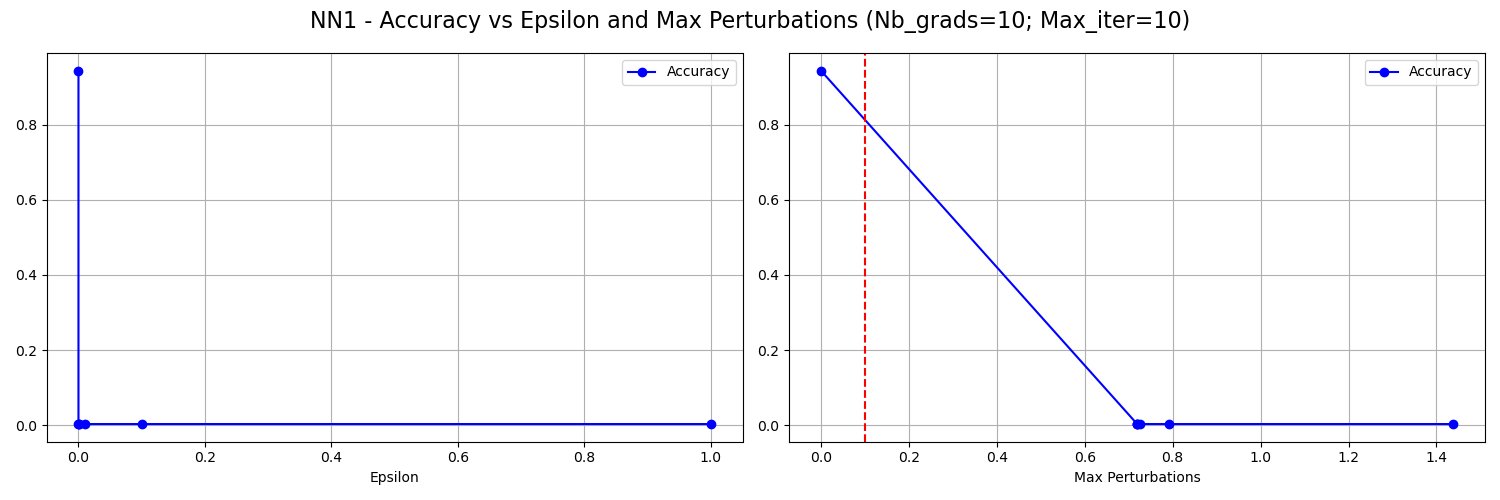 NN1 - Accuracy vs Epsilon and Max Perturbations (Nb_grads=10; Max_iter=10)
Accuracy
0.8
0.6
0.4
0.2
0.0
0.0 0.2 0.4 0.6 0.8 1.0
Epsilon
Accuracy
0.8
0.6
0.4
0.2
0.0
0.0 0.2 0.4 0.6 0.8 1.0 1.2 1.4
Max Perturbations